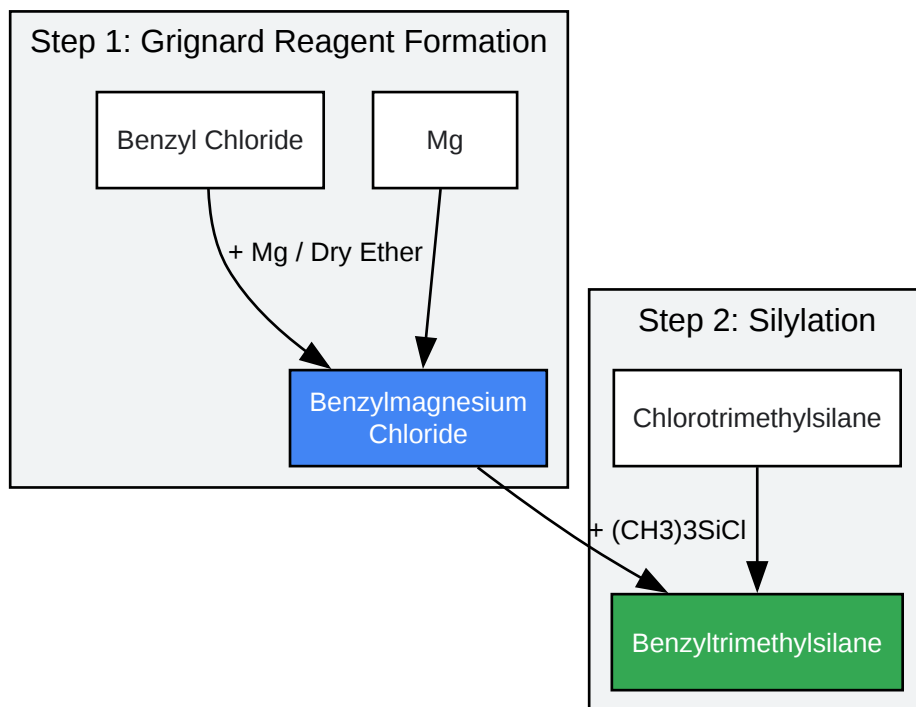 Step 1: Grignard Reagent Formation
Benzyl Chloride
Mg
+ Mg / Dry Ether
Benzylmagnesium
Chloride
Step 2: Silylation
Chlorotrimethylsilane
+ (CH3)3SiCl
Benzyltrimethylsilane